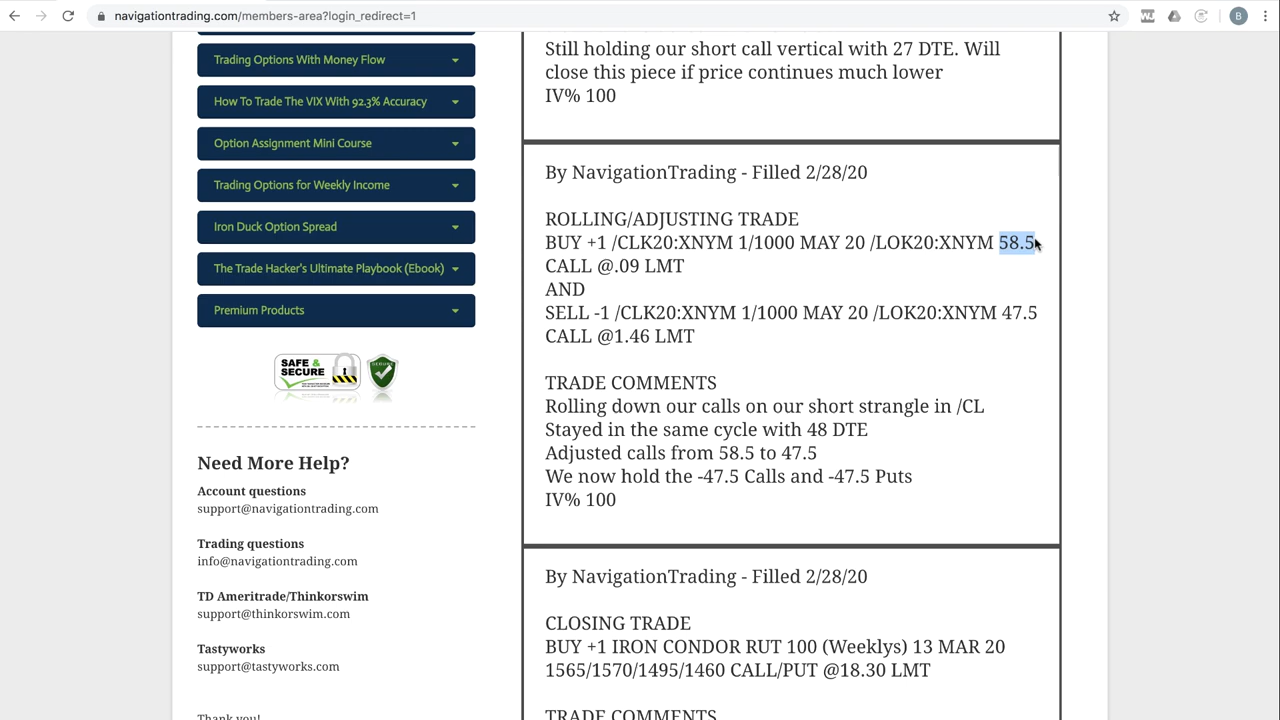 navigationtrading.com/members-area?login_redirect=1
B
Trading Options With Money Flow
How To Trade The VIX With 92.3% Accuracy
Option Assignment Mini Course
Trading Options for Weekly Income
Iron Duck Option Spread
The Trade Hacker's Ultimate Playbook (Ebook)
Premium Products
SAFE &
SECURE
SECURE
Need More Help?
Account questions
support@navigationtrading.com
Trading questions
info@navigationtrading.com
TD Ameritrade/Thinkorswim
support@thinkorswim.com
Tastyworks
support@tastyworks.com
Thank you!
Still holding our short call vertical with 27 DTE. Will
close this piece if price continues much lower
IV% 100
By NavigationTrading - Filled 2/28/20
ROLLING/ADJUSTING TRADE
BUY +1 /CLK20:XNYM 1/1000 MAY 20 /LOK20:XNYM 58.5
CALL @.09 LMT
AND
SELL -1 /CLK20:XNYM 1/1000 MAY 20 /LOK20:XNYM 47.5
CALL @1.46 LMT
TRADE COMMENTS
Rolling down our calls on our short strangle in /CL
Stayed in the same cycle with 48 DTE
Adjusted calls from 58.5 to 47.5
We now hold the -47.5 Calls and -47.5 Puts
IV% 100
By NavigationTrading - Filled 2/28/20
CLOSING TRADE
BUY +1 IRON CONDOR RUT 100 (Weeklys) 13 MAR 20
1565/1570/1495/1460 CALL/PUT @18.30 LMT
TRADE COMMENTS